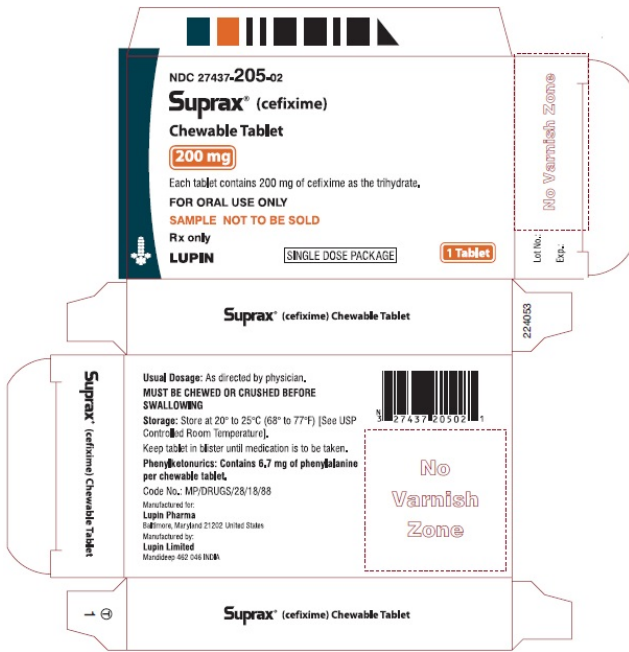 NDC 27437-205-02
Suprax® (cefixime)
Chewable Tablet
200 mg
Each tablet contains 200 mg of cefixime as the trihydrate.
FOR ORAL USE ONLY
SAMPLE NOT TO BE SOLD
Rx only
LUPIN
SINGLE DOSE PACKAGE
1 Tablet
No Varnish Zone
Lot No.:
Exp.:
Suprax® (cefixime) Chewable Tablet
224053
Suprax® (cefixime) Chewable Tablet
Usual Dosage: As directed by physician.
MUST BE CHEWED OR CRUSHED BEFORE
SWALLOWING
Storage: Store at 20° to 25°C (68° to 77°F) [See USP
Controlled Room Temperature].
Keep tablet in blister until medication is to be taken.
Phenylketonurics: Contains 6.7 mg of phenylalanine
per chewable tablet.
Code No.: MP/DRUGS/28/18/88
Manufactured for:
Lupin Pharma
Baltimore, Maryland 21202 United States
Manufactured by:
Lupin Limited
Mandideep 462 046 INDIA
N
3 27437 20502 1
No
Varnish
Zone
1 T
Suprax® (cefixime) Chewable Tablet